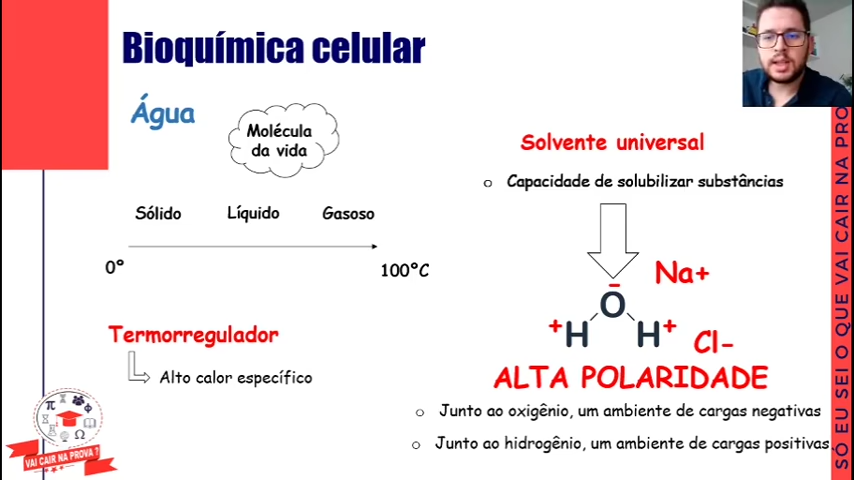 Bioquímica celular
Água
Molécula
da vida
Sólido Líquido Gasoso
0° 100°C
Termorregulador
Alto calor específico
Solvente universal
Capacidade de solubilizar substâncias
Na+
- O
+ H H +
Cl-
ALTA POLARIDADE
Junto ao oxigênio, um ambiente de cargas negativas
Junto ao hidrogênio, um ambiente de cargas positivas.
VAI CAIR NA PROVA?
SÓ EU SEI O QUE VAI CAIR NA PRO